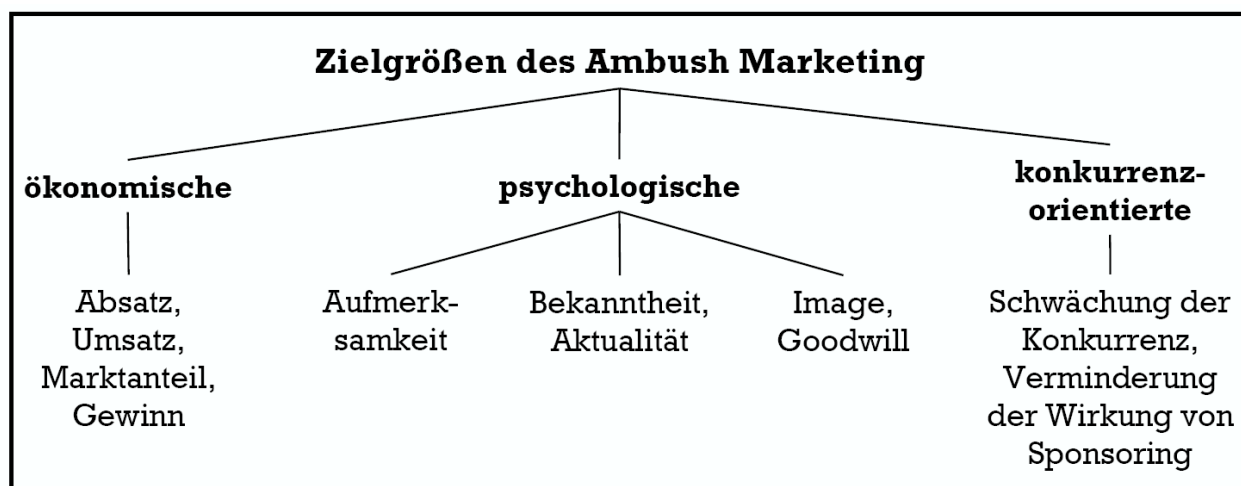 Zielgrößen des Ambush Marketing
ökonomische
psychologische
konkurrenz-
orientierte
Absatz,
Umsatz,
Marktanteil,
Gewinn
Aufmerk-
samkeit
Bekanntheit,
Aktualität
Image,
Goodwill
Schwächung der
Konkurrenz,
Verminderung
der Wirkung von
Sponsoring